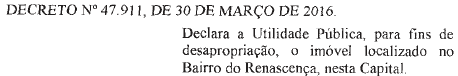 DECRETO Nº 47.911, DE 30 DE MARÇO DE 2016.
Declara a Utilidade Pública, para fins de
desapropriação, o imóvel localizado no
Bairro do Renascença, nesta Capital.